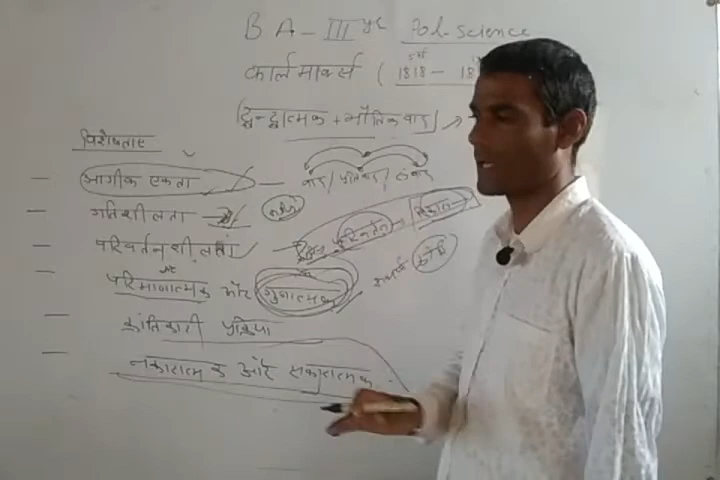 BA - III yr Pol-Science
कार्ल मार्क्स ( 1818 - 18
(द्वन्द्वात्मक + भौतिकवाद) →
विशेषताएं
— आंगीक एकता — वाद / प्रतिवाद / संवाद
— गतिशीलता
— परिवर्तनशीलता परिवर्तन
— परिमाणात्मक और गुणात्मक
— क्रांतिकारी प्रक्रिया
— नकारात्मक और सकारात्मक